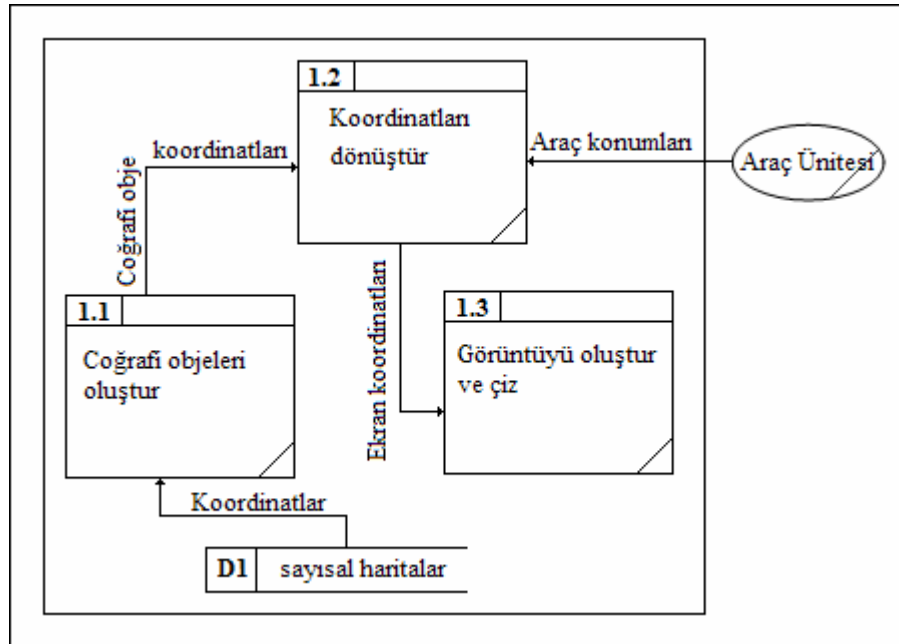 1.2
Koordinatları
dönüştür
koordinatları
Coğrafi obje
Araç konumları
Araç Ünitesi
Ekran koordinatları
1.1
Coğrafi objeleri
oluştur
1.3
Görüntüyü oluştur
ve çiz
Koordinatlar
D1 sayısal haritalar